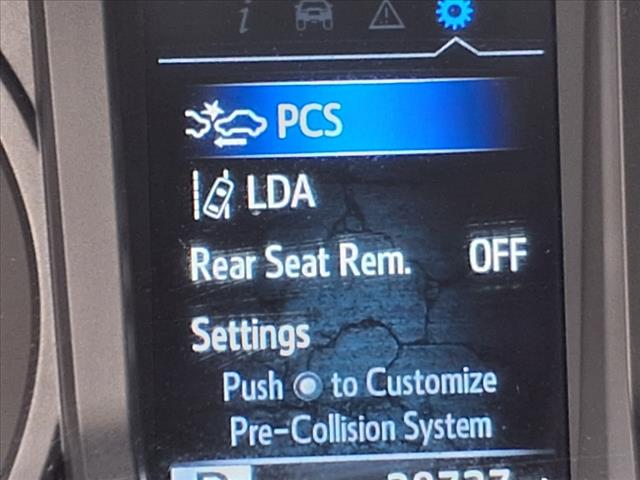 PCS
LDA
Rear Seat Rem. OFF
Settings
Push to Customize
Pre-Collision System